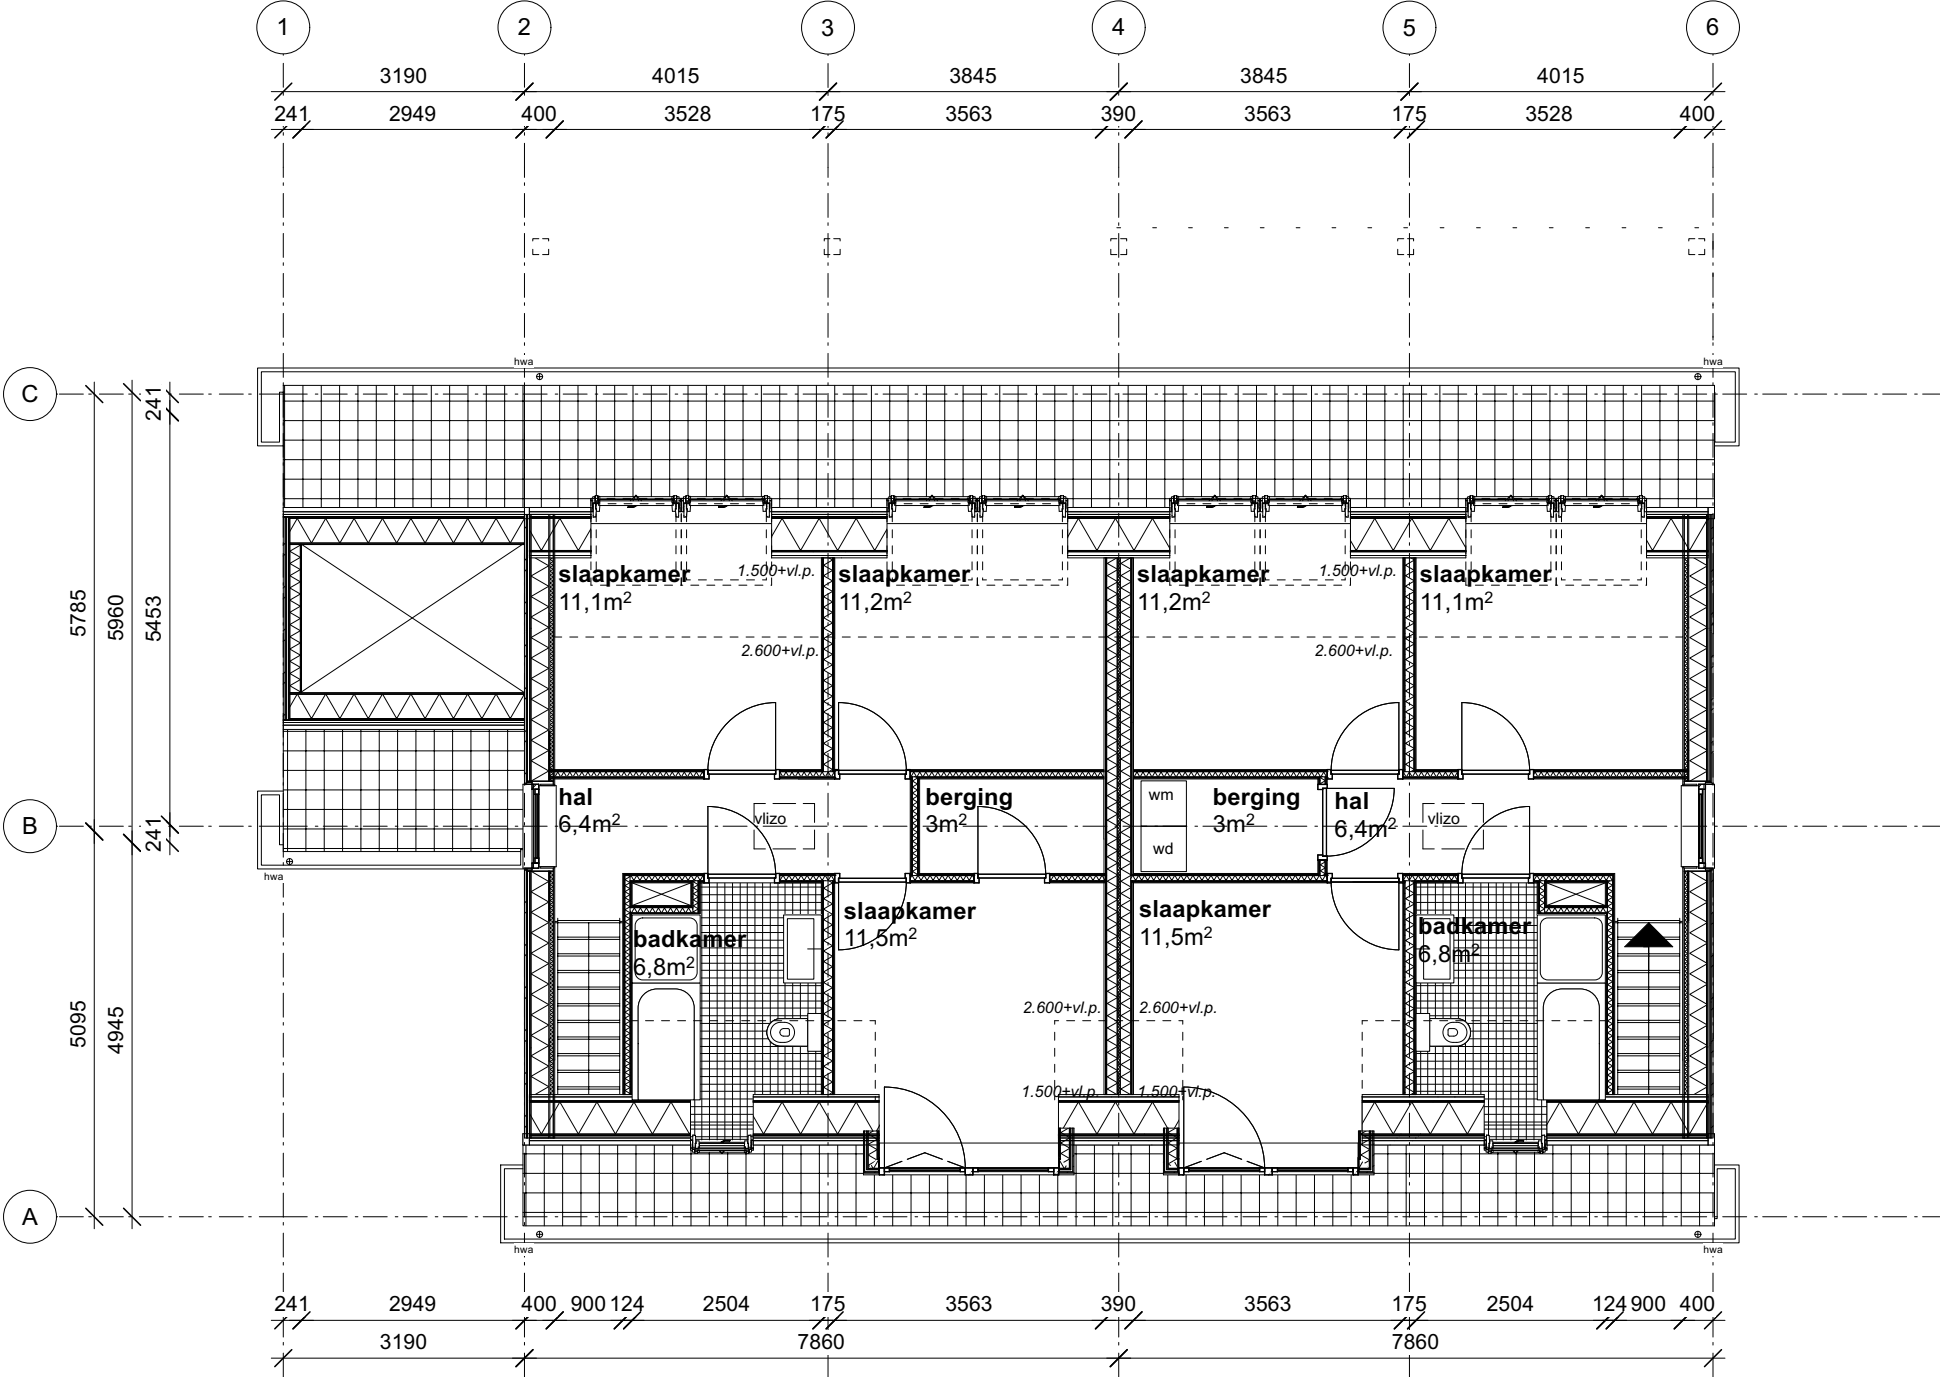 1 2 3 4 5 6
3190 4015 3845 3845 4015
241 2949 400 3528 175 3563 390 3563 175 3528 400
hwa hwa
C
241
slaapkamer 1.500+vl.p. slaapkamer slaapkamer 1.500+vl.p. slaapkamer
11,1m² 11,2m² 11,2m² 11,1m²
5785 5960 5453
2.600+vl.p. 2.600+vl.p.
hal berging wm berging hal
6,4m² vlizo 3m² 3m² 6,4m² vlizo
B
241
wd
hwa
slaapkamer slaapkamer
11,5m² 11,5m²
badkamer badkamer
6,8m² 6,8m²
5095 4945
2.600+vl.p. 2.600+vl.p.
1.500+vl.p. 1.500+vl.p.
A
hwa hwa
241 2949 400 900 124 2504 175 3563 390 3563 175 2504 124 900 400
3190 7860 7860